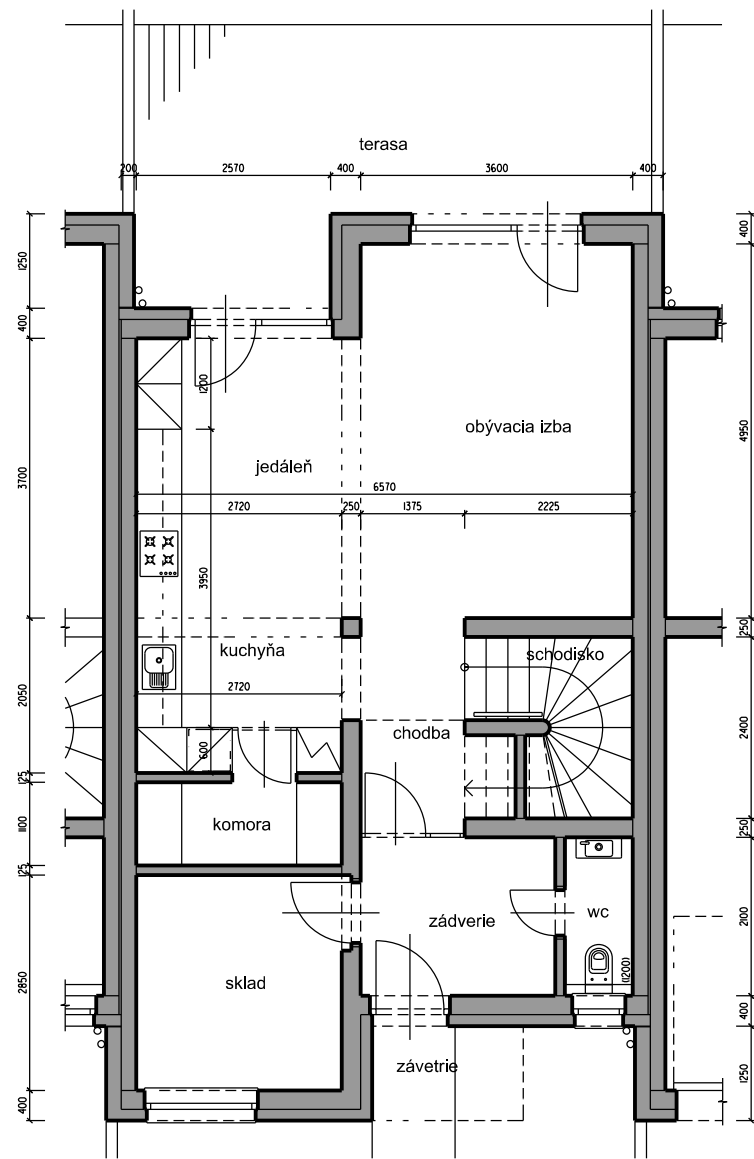 terasa
200 2570 400 3600 400
1250
400
400
1200
obývacia izba
4950
jedáleň
3700
6570
2720 250 1375 2225
3950
250
kuchyňa
schodisko
2050
2720
2400
chodba
600
125
komora
1100
250
125
wc
zádverie
2100
sklad
(1200)
2850
400
závetrie
1250
400